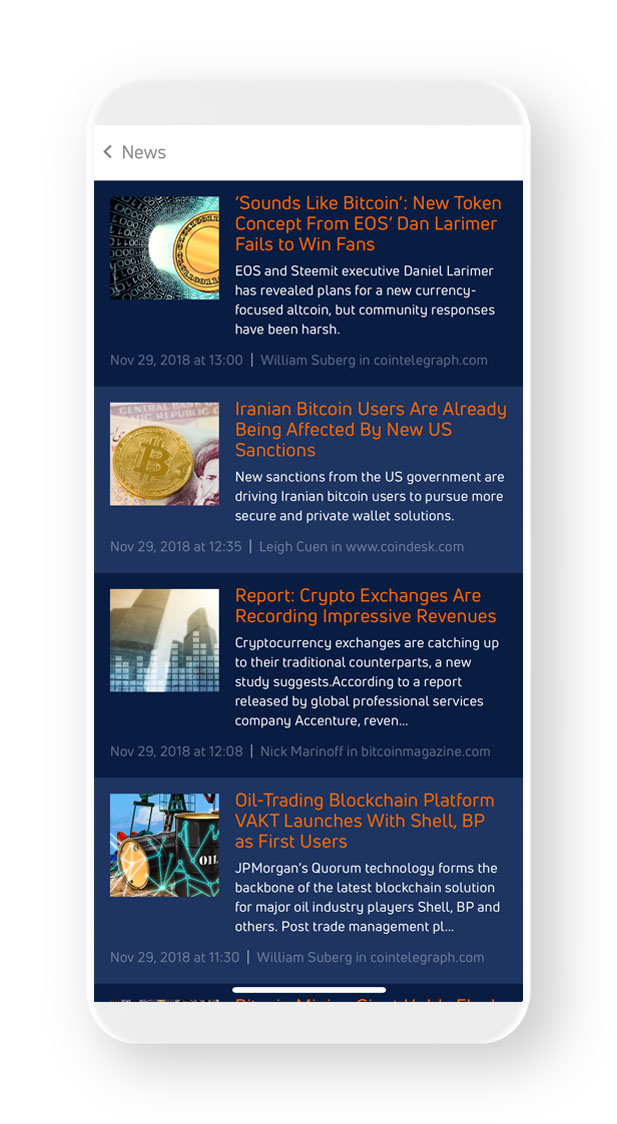 News
‘Sounds Like Bitcoin’: New Token
Concept From EOS’ Dan Larimer
Fails to Win Fans
EOS and Steemit executive Daniel Larimer
has revealed plans for a new currency-
focused altcoin, but community responses
have been harsh.
Nov 29, 2018 at 13:00 | William Suberg in cointelegraph.com
Iranian Bitcoin Users Are Already
Being Affected By New US
Sanctions
New sanctions from the US government are
driving Iranian bitcoin users to pursue more
secure and private wallet solutions.
Nov 29, 2018 at 12:35 | Leigh Cuen in www.coindesk.com
Report: Crypto Exchanges Are
Recording Impressive Revenues
Cryptocurrency exchanges are catching up
to their traditional counterparts, a new
study suggests.According to a report
released by global professional services
company Accenture, reven...
Nov 29, 2018 at 12:08 | Nick Marinoff in bitcoinmagazine.com
OIL
Oil-Trading Blockchain Platform
VAKT Launches With Shell, BP
as First Users
JPMorgan’s Quorum technology forms the
backbone of the latest blockchain solution
for major oil industry players Shell, BP and
others. Post trade management pl...
Nov 29, 2018 at 11:30 | William Suberg in cointelegraph.com